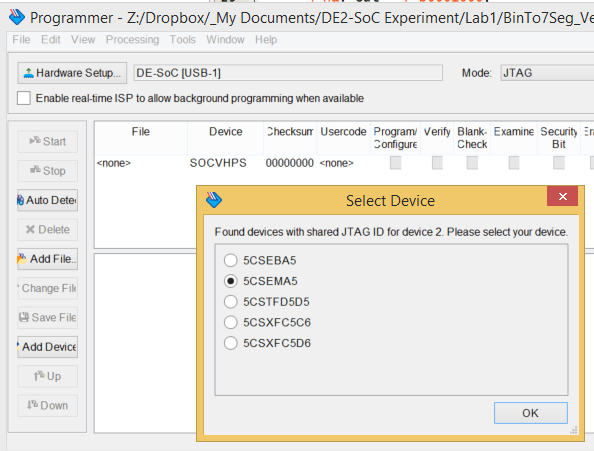 Programmer - Z:/Dropbox/_My Documents/DE2-SoC Experiment/Lab1/BinTo7Seg_Ve
File Edit View Processing Tools Window Help
Hardware Setup... DE-SoC [USB-1] Mode: JTAG
Enable real-time ISP to allow background programming when available
Start
Stop
Auto Detec
Delete
Add File..
Change File
Save File
Add Device
Up
Down
File Device Checksum Usercode Program/ Verify Blank- Examine Security
Configure Check Bit
<none> SOCVHPS 00000000 <none>
Select Device
Found devices with shared JTAG ID for device 2. Please select your device.
5CSEBA5
5CSEMA5
5CSTFD5D5
5CSXFC5C6
5CSXFC5D6
OK